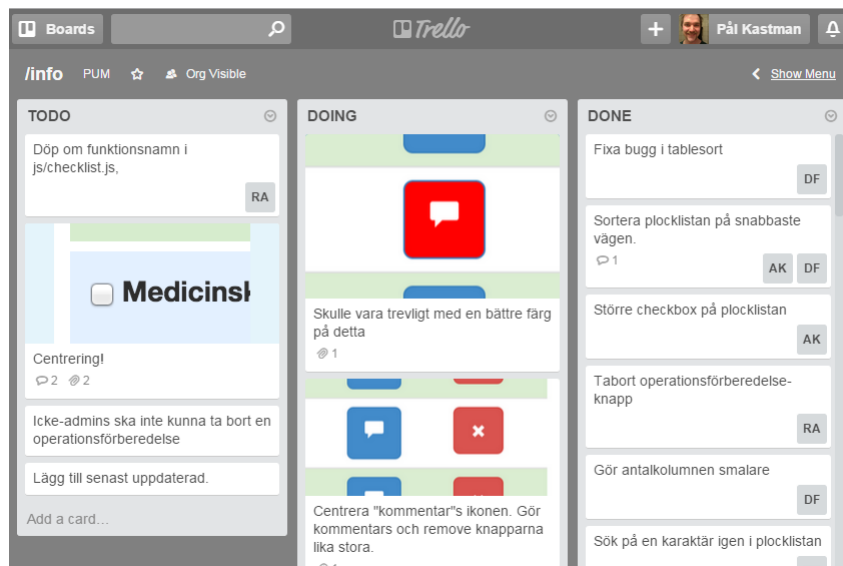 Boards
Trello
Pål Kastman
/info
PUM
Org Visible
Show Menu
TODO
Döp om funktionsnamn i
js/checklist.js,
RA
Medicinsk
Centrering!
2
2
Icke-admins ska inte kunna ta bort en
operationsförberedelse
Lägg till senast uppdaterad.
Add a card...
DOING
Skulle vara trevligt med en bättre färg
på detta
1
Centrera "kommentar"s ikonen. Gör
kommentars och remove knapparna
lika stora.
1
DONE
Fixa bugg i tablesort
DF
Sortera plocklistan på snabbaste
vägen.
1
AK DF
Större checkbox på plocklistan
AK
Tabort operationsförberedelse-
knapp
RA
Gör antalkolumnen smalare
DF
Sök på en karaktär igen i plocklistan